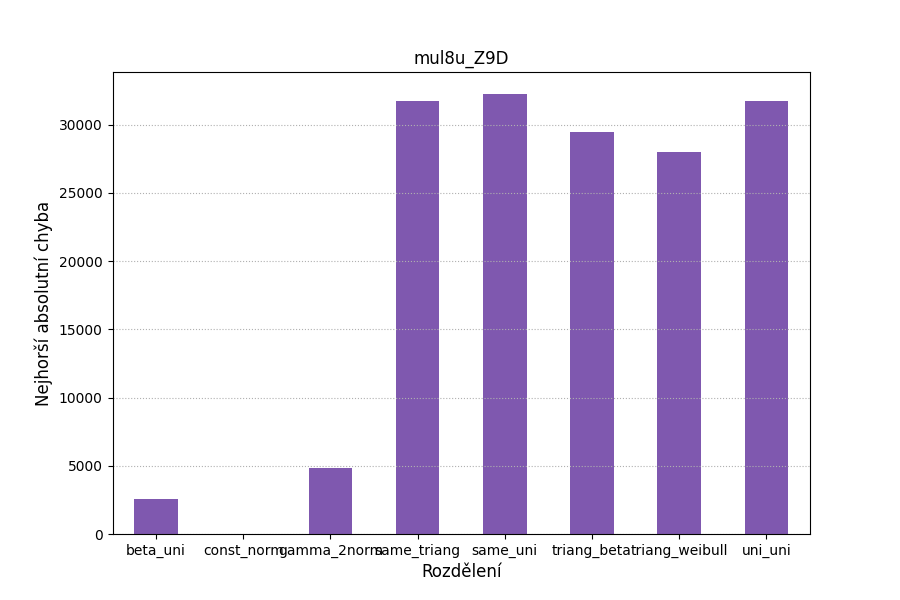 mul8u_Z9D
Nejhorší absolutní chyba
30000
25000
20000
15000
10000
5000
0
beta_uni const_norm gamma_2norm same_triang same_uni triang_beta triang_weibull uni_uni
Rozdělení